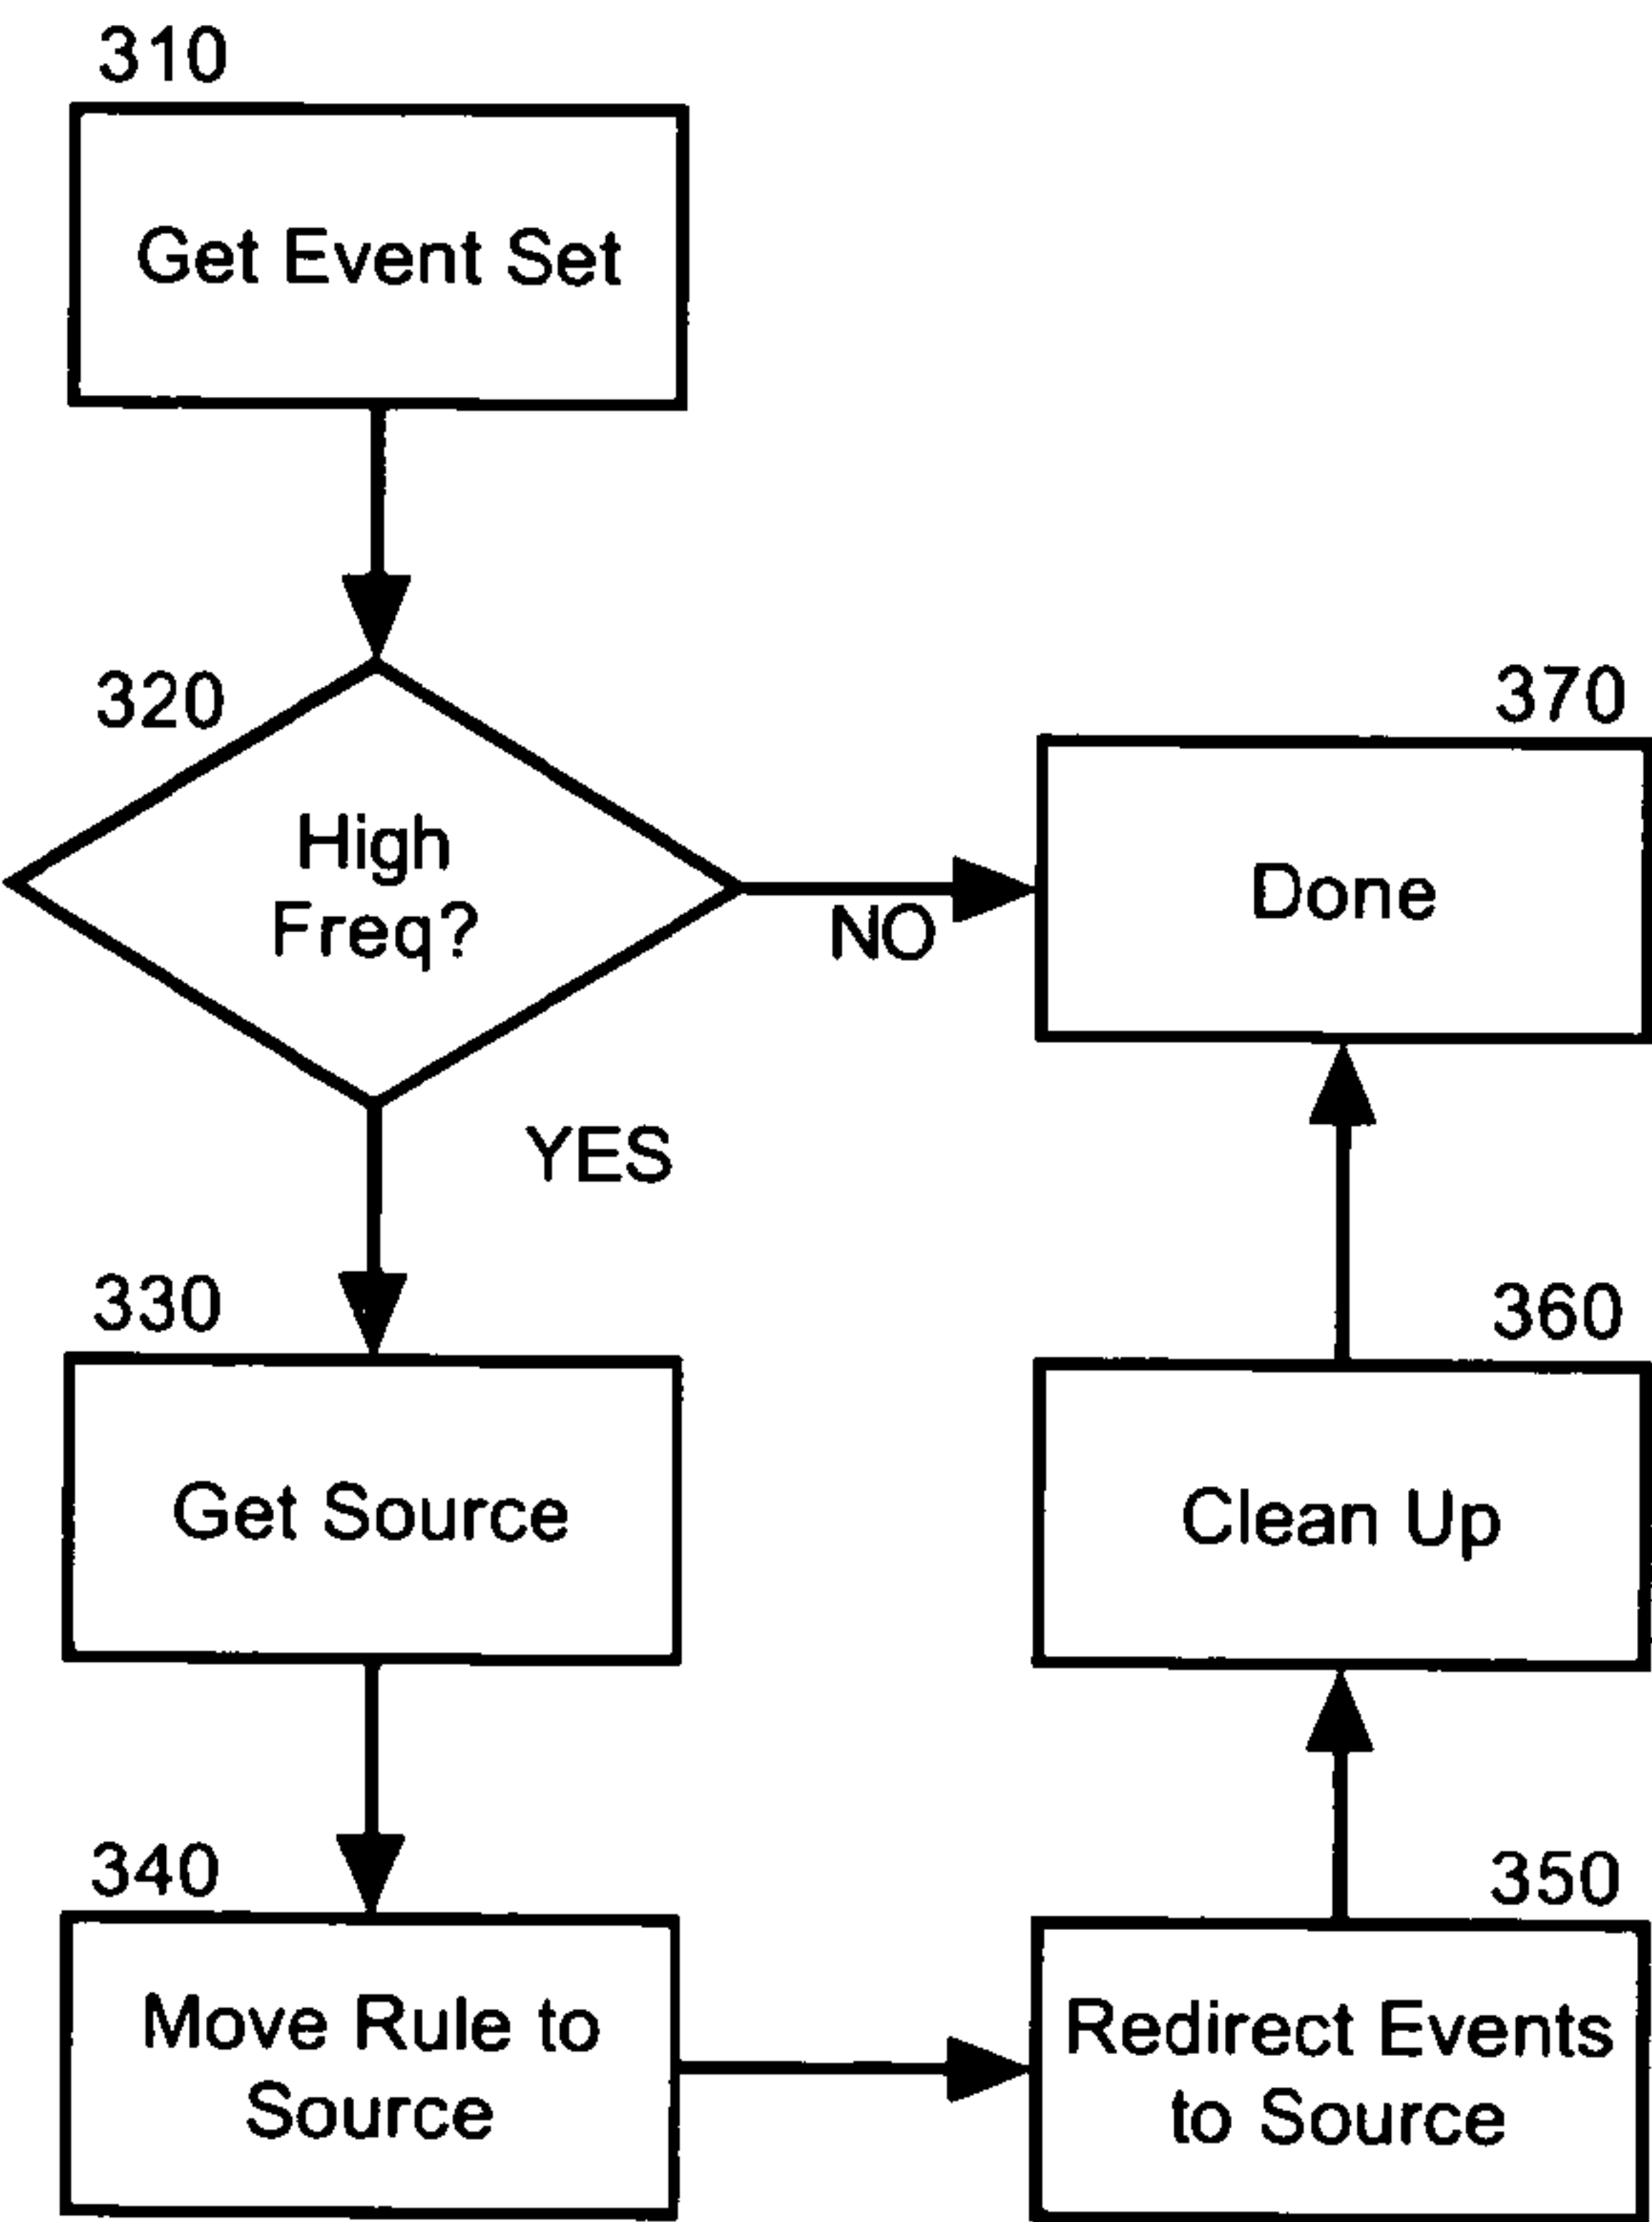 310
Get Event Set
320
High
Freq?
NO
370
Done
YES
330
Get Source
360
Clean Up
340
Move Rule to
Source
350
Redirect Events
to Source